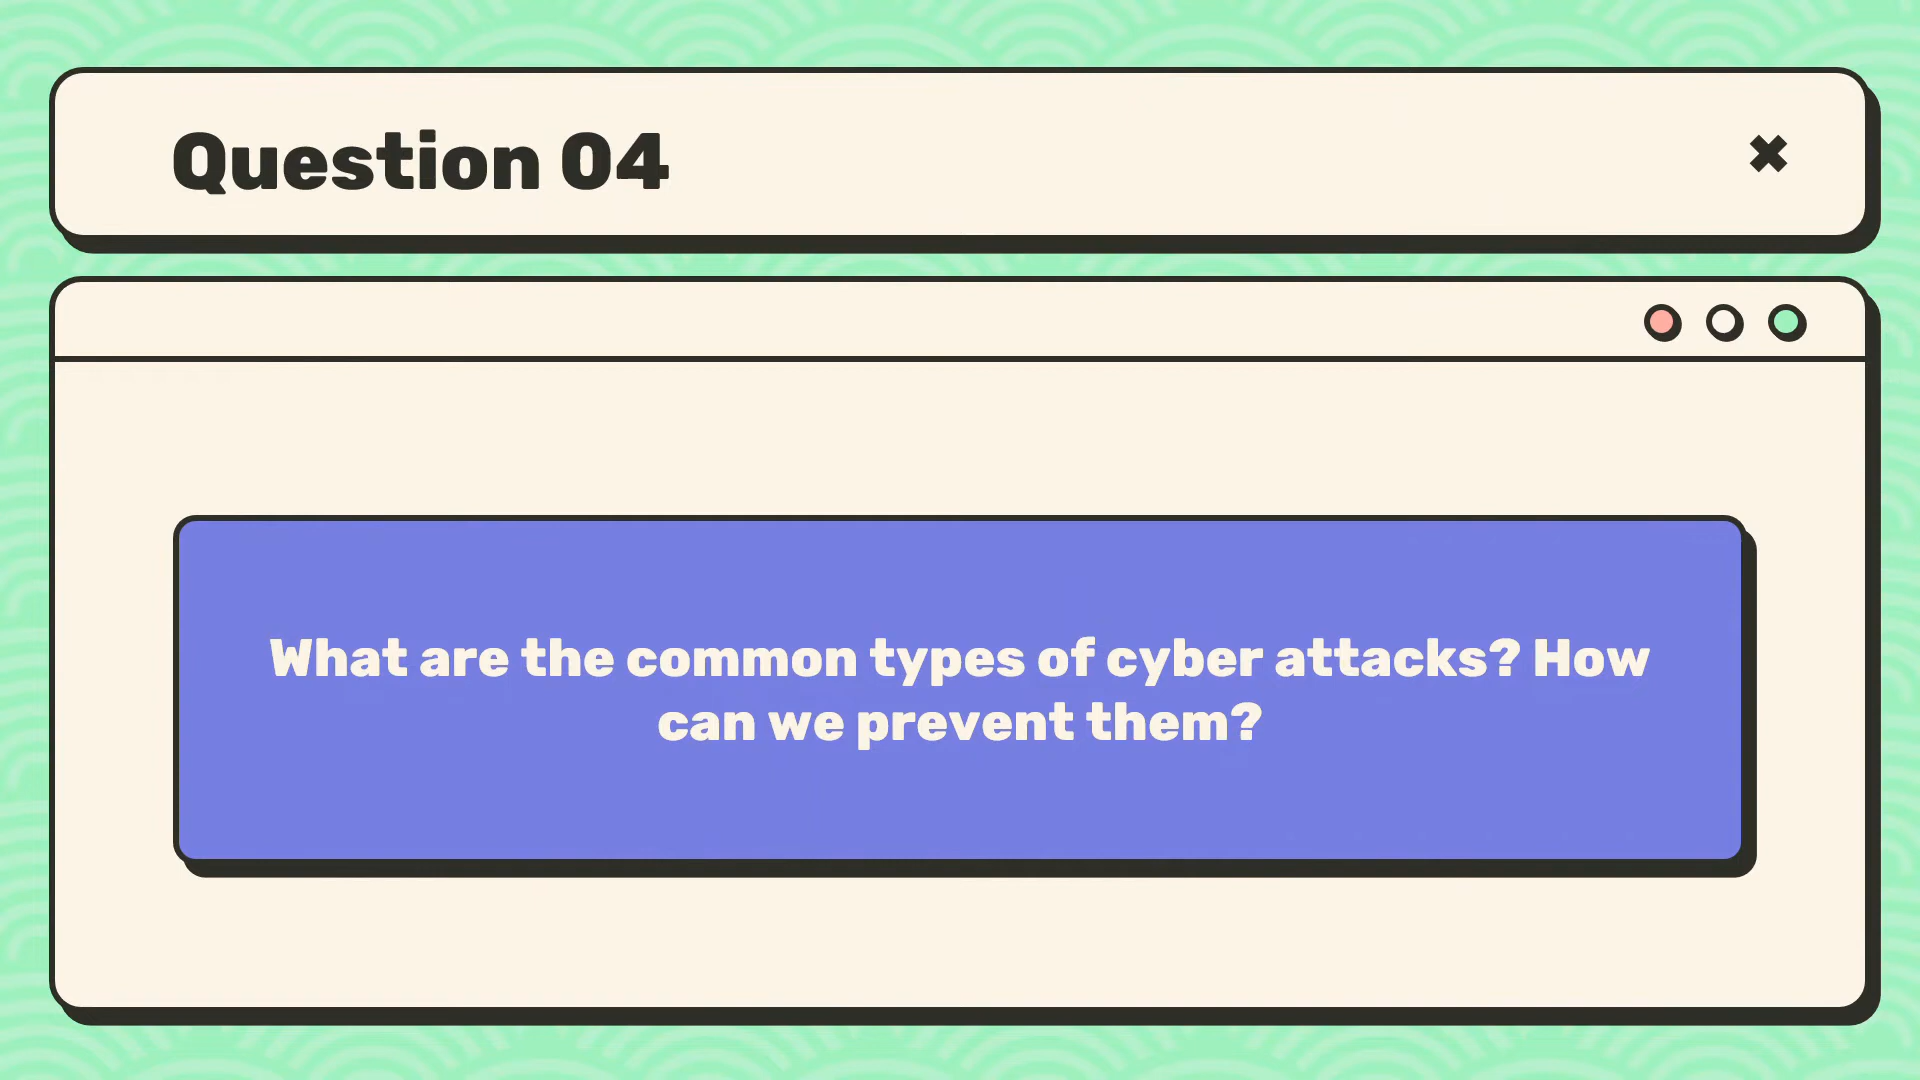 Question 04
What are the common types of cyber attacks? How
can we prevent them?